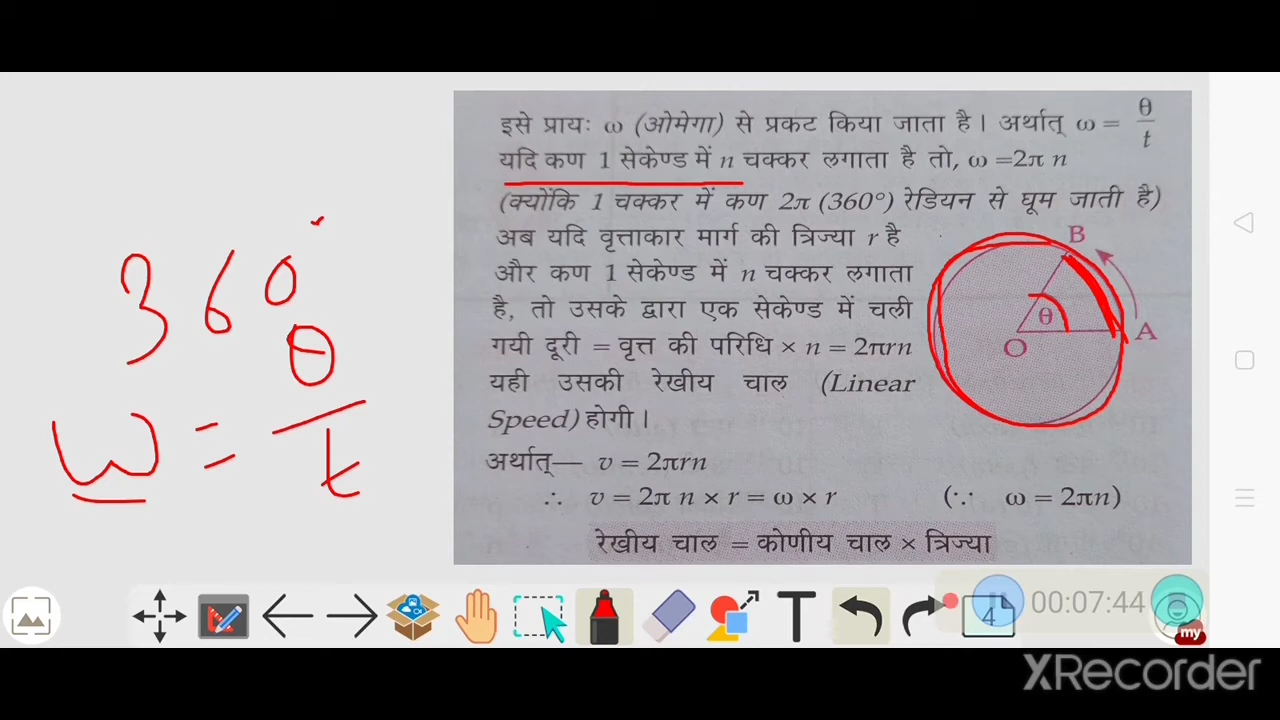 इसे प्रायः ω (ओमेगा) से प्रकट किया जाता है। अर्थात् ω = θ/t
यदि कण 1 सेकेण्ड में n चक्कर लगाता है तो, ω =2π n
(क्योंकि 1 चक्कर में कण 2π (360°) रेडियन से घूम जाती है)
अब यदि वृत्ताकार मार्ग की त्रिज्या r है
और कण 1 सेकेण्ड में n चक्कर लगाता
है, तो उसके द्वारा एक सेकेण्ड में चली
गयी दूरी = वृत्त की परिधि × n = 2πrn
यही उसकी रेखीय चाल (Linear
Speed) होगी।
अर्थात्— v = 2πrn
∴ v = 2π n × r = ω × r (∵ ω = 2πn)
रेखीय चाल = कोणीय चाल × त्रिज्या
B
θ
O
A
360
ω = θ/t
T
4
00:07:44
my
XRecorder